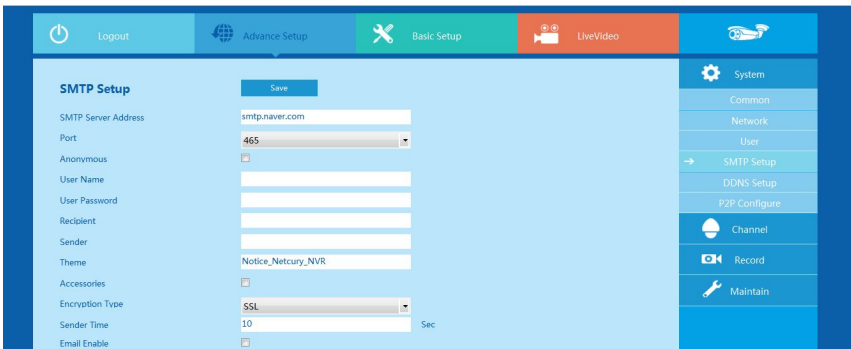 Logout Advance Setup Basic Setup LiveVideo
SMTP Setup Save
SMTP Server Address smtp.naver.com
Port 465
Anonymous
User Name
User Password
Recipient
Sender
Theme Notice_Netcury_NVR
Accessories
Encryption Type SSL
Sender Time 10 Sec
Email Enable
System
Common
Network
User
SMTP Setup
DDNS Setup
P2P Configure
Channel
Record
Maintain